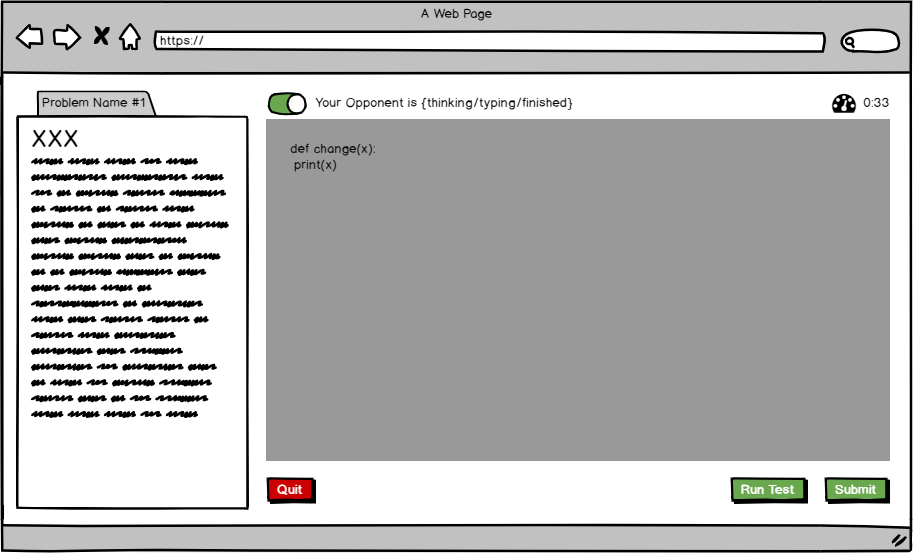 A Web Page
https://
Problem Name #1
Your Opponent is {thinking/typing/finished}
0:33
XXX
def change(x):
print(x)
Quit
Run Test
Submit